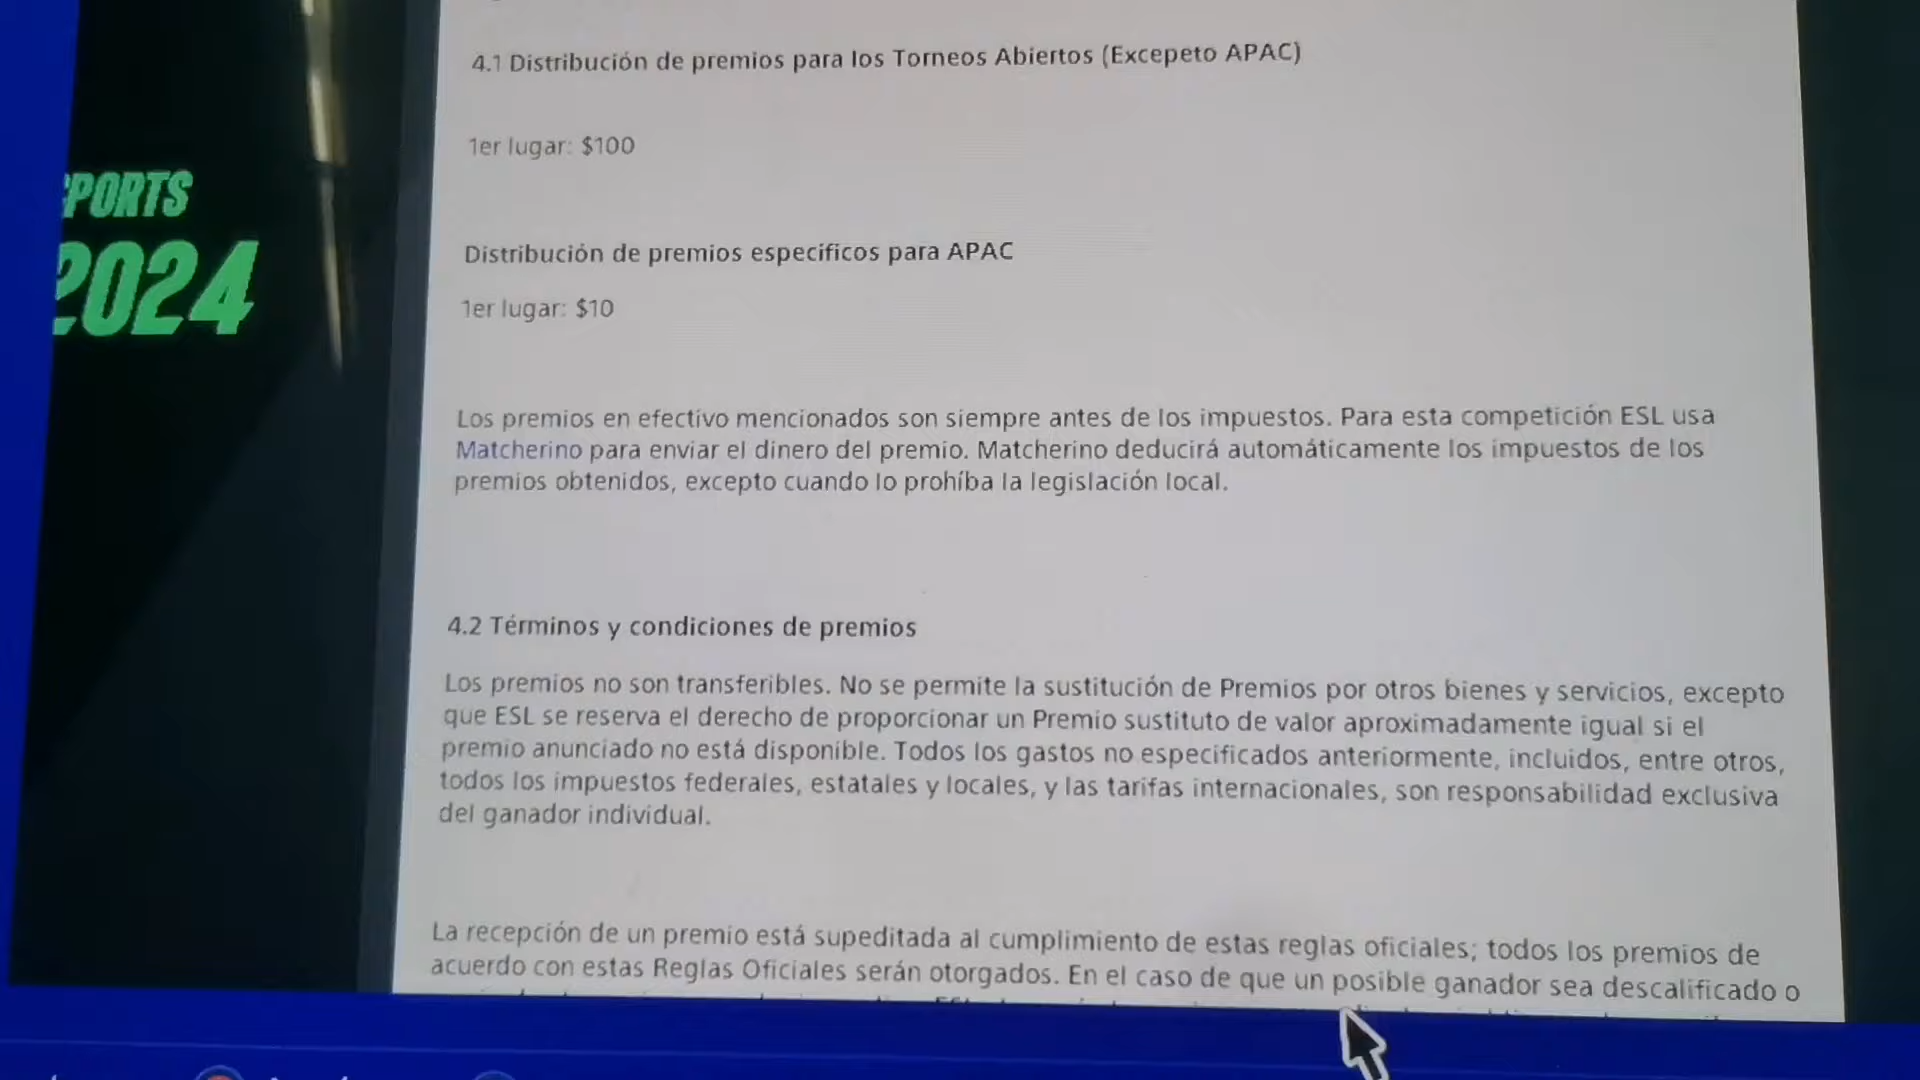 4.1 Distribución de premios para los Torneos Abiertos (Excepeto APAC)
1er lugar: $100
PORTS
2024
Distribución de premios específicos para APAC
1er lugar: $10
Los premios en efectivo mencionados son siempre antes de los impuestos. Para esta competición ESL usa
Matcherino para enviar el dinero del premio. Matcherino deducirá automáticamente los impuestos de los
premios obtenidos, excepto cuando lo prohíba la legislación local.
4.2 Términos y condiciones de premios
Los premios no son transferibles. No se permite la sustitución de Premios por otros bienes y servicios, excepto
que ESL se reserva el derecho de proporcionar un Premio sustituto de valor aproximadamente igual si el
premio anunciado no está disponible. Todos los gastos no especificados anteriormente, incluidos, entre otros,
todos los impuestos federales, estatales y locales, y las tarifas internacionales, son responsabilidad exclusiva
del ganador individual.
La recepción de un premio está supeditada al cumplimiento de estas reglas oficiales; todos los premios de
acuerdo con estas Reglas Oficiales serán otorgados. En el caso de que un posible ganador sea descalificado o